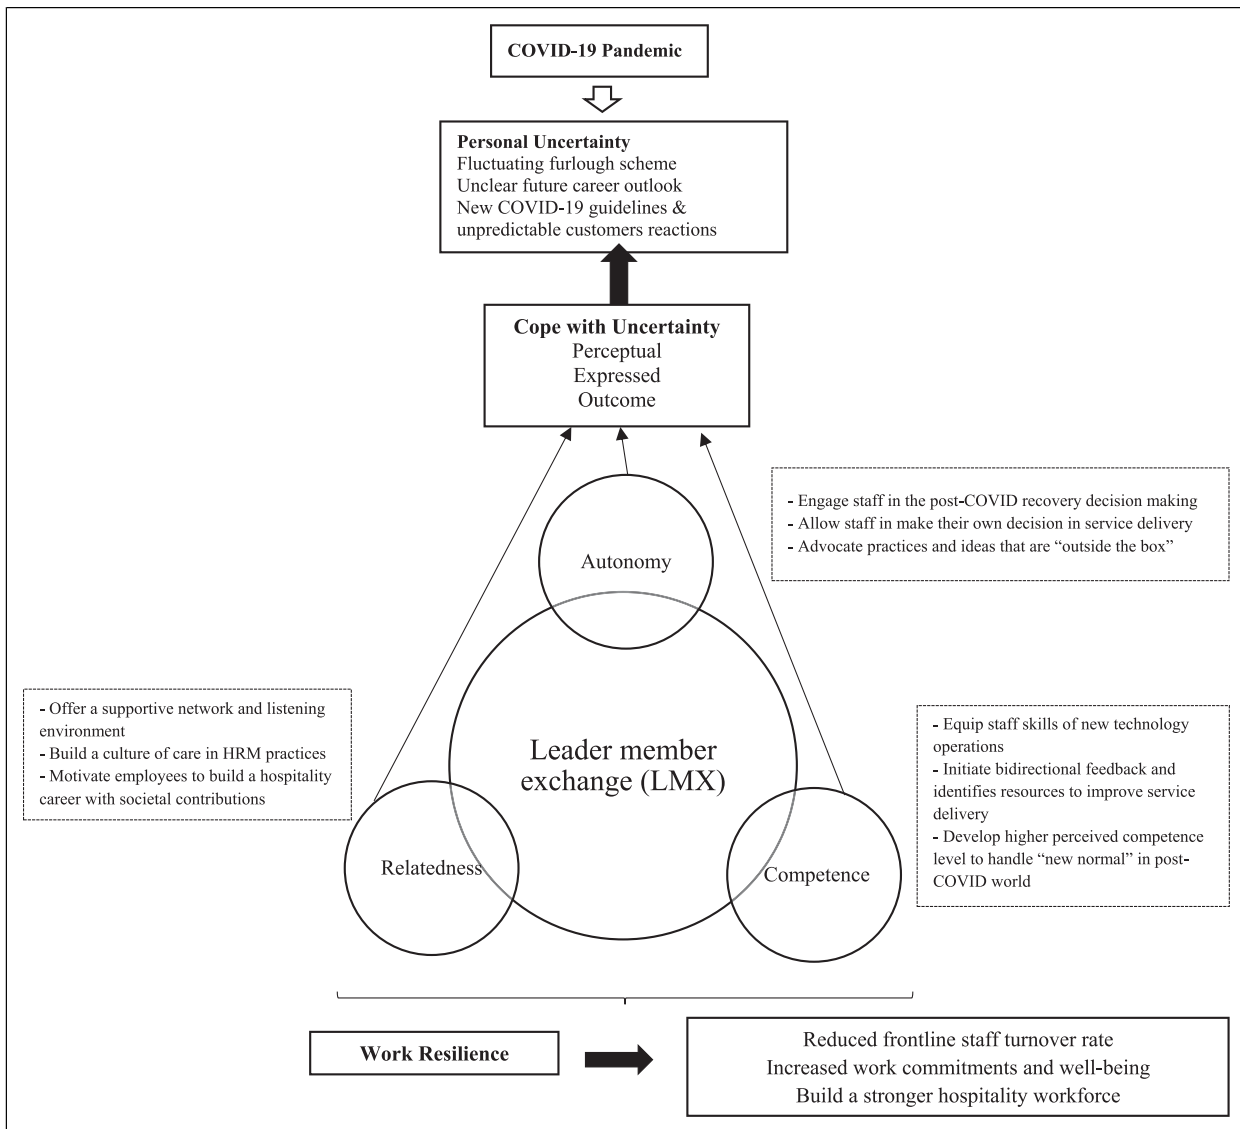 COVID-19 Pandemic
Personal Uncertainty
Fluctuating furlough scheme
Unclear future career outlook
New COVID-19 guidelines &
unpredictable customers reactions
Cope with Uncertainty
Perceptual
Expressed
Outcome
- Engage staff in the post-COVID recovery decision making
- Allow staff in make their own decision in service delivery
- Advocate practices and ideas that are “outside the box”
Autonomy
- Offer a supportive network and listening
environment
- Build a culture of care in HRM practices
- Motivate employees to build a hospitality
career with societal contributions
Leader member
exchange (LMX)
- Equip staff skills of new technology
operations
- Initiate bidirectional feedback and
identifies resources to improve service
delivery
- Develop higher perceived competence
level to handle “new normal” in post-
COVID world
Relatedness
Competence
Work Resilience
Reduced frontline staff turnover rate
Increased work commitments and well-being
Build a stronger hospitality workforce